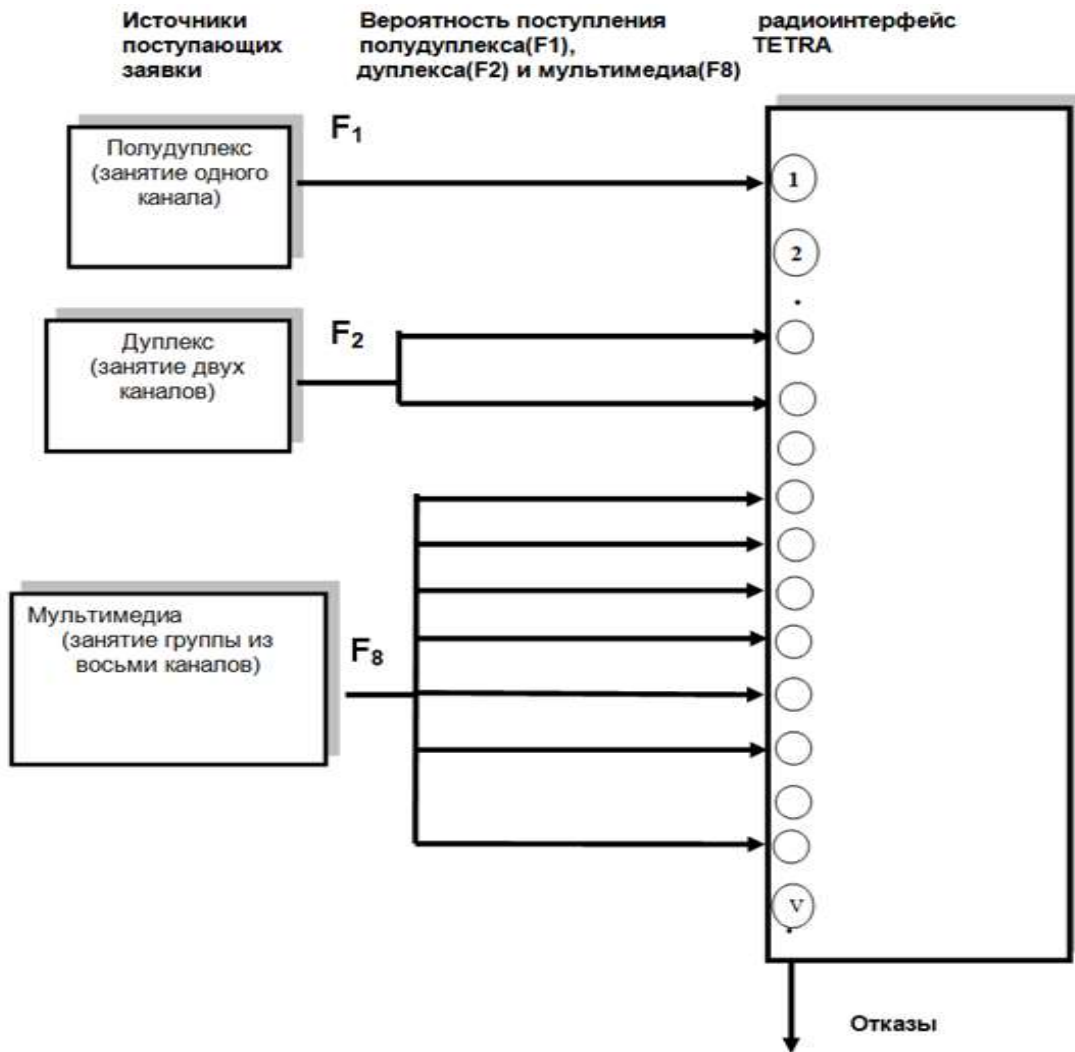 Источники
поступающих
заявки
Вероятность поступления
полудуплекса(F1),
дуплекса(F2) и мультимедиа(F8)
радиоинтерфейс
TETRA
F1
Полудуплекс
(занятие одного
канала)
1
2
F2
Дуплекс
(занятие двух
каналов)
Мультимедиа
(занятие группы из
восьми каналов)
F8
V
Отказы